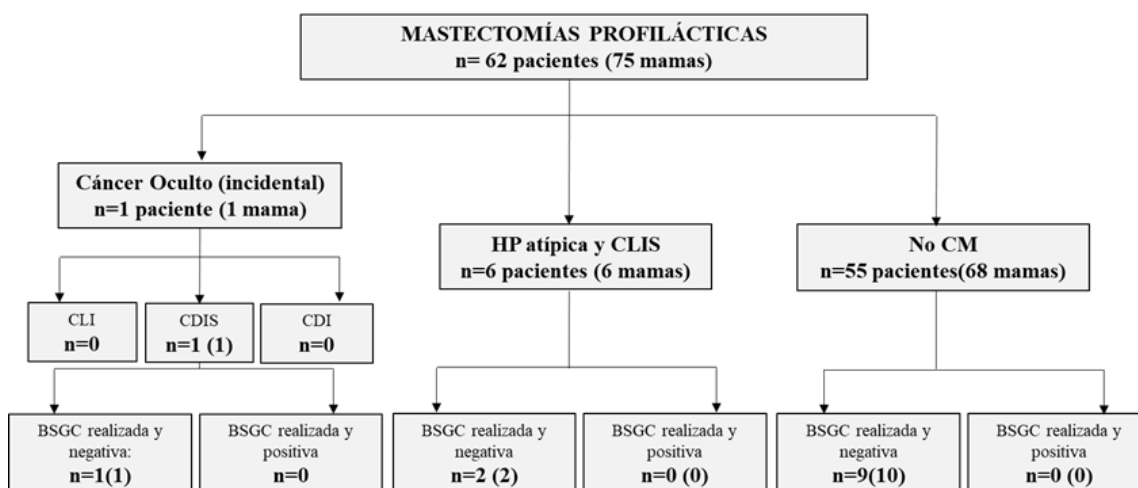 MASTECTOMÍAS PROFILÁCTICAS
n= 62 pacientes (75 mamas)
Cáncer Oculto (incidental)
n=1 paciente (1 mama)
HP atípica y CLIS
n=6 pacientes (6 mamas)
No CM
n=55 pacientes(68 mamas)
CLI
n=0
CDIS
n=1 (1)
CDI
n=0
BSGC realizada y
negativa:
n=1(1)
BSGC realizada y
positiva
n=0
BSGC realizada y
negativa
n=2 (2)
BSGC realizada y
positiva
n=0 (0)
BSGC realizada y
negativa
n=9(10)
BSGC realizada y
positiva
n=0 (0)